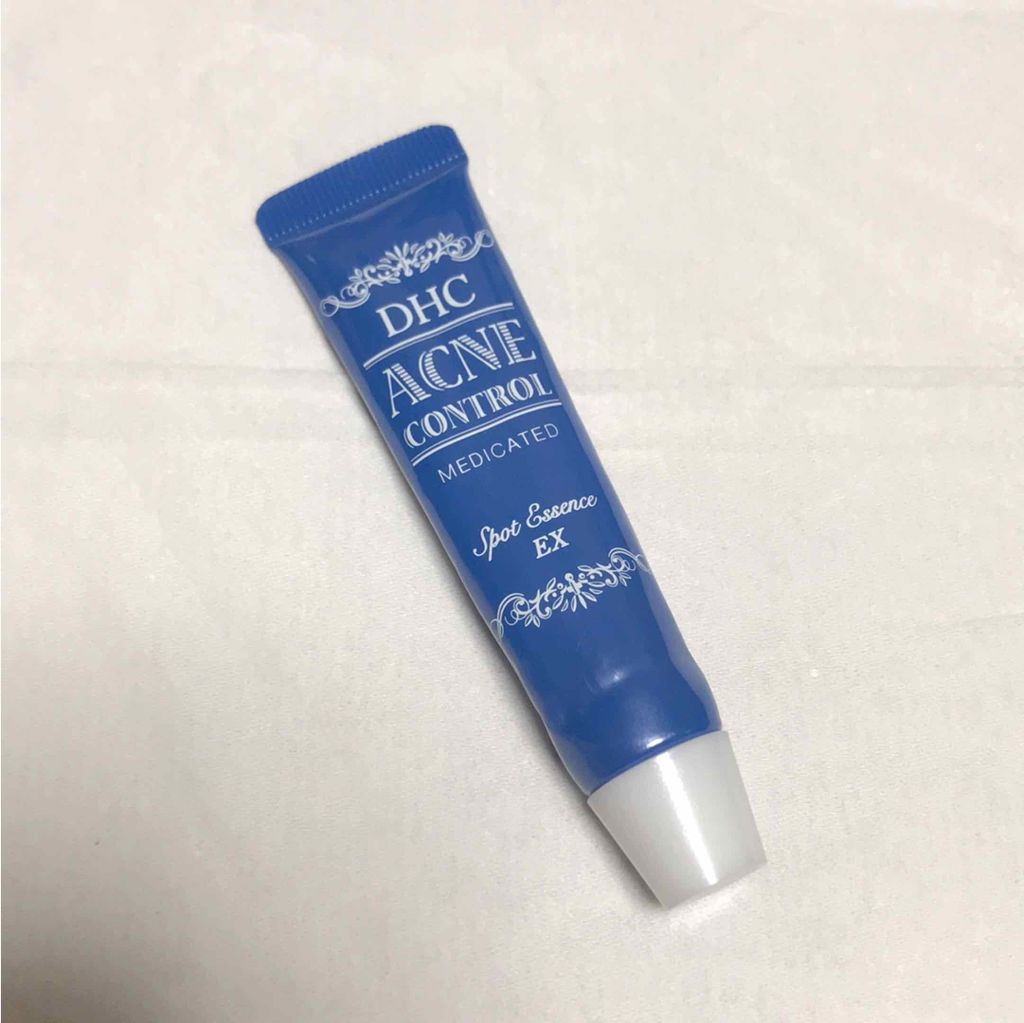 DHC
ACNE
CONTROL
MEDICATED
Spot Essence
EX